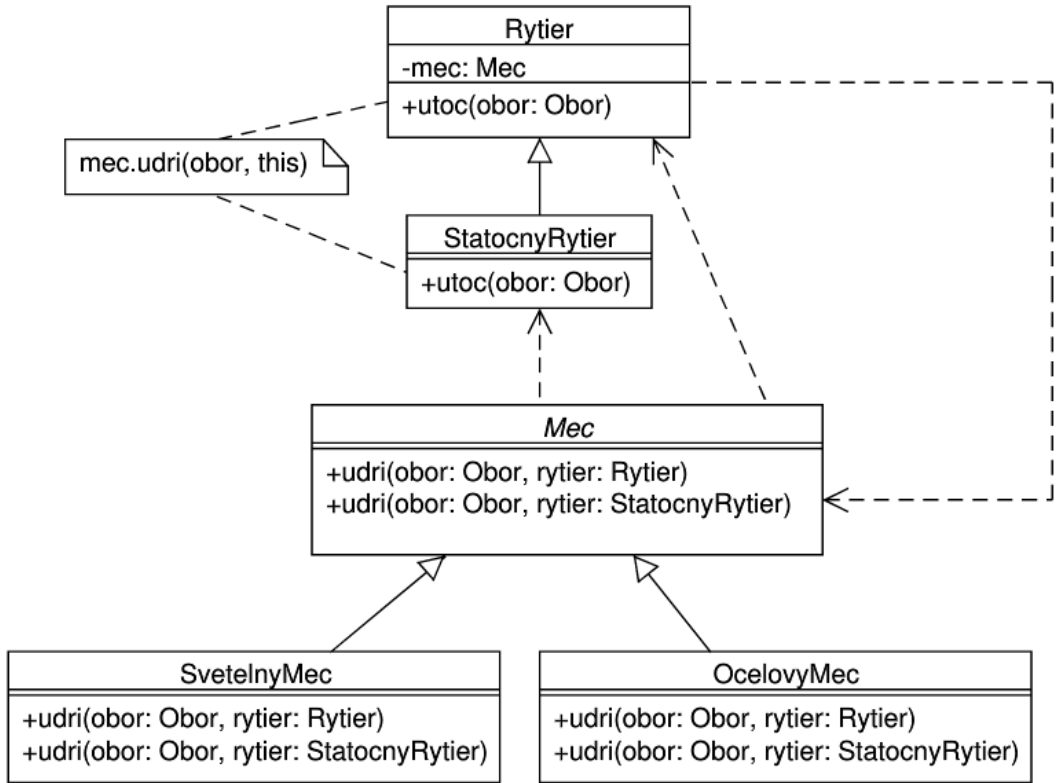 Rytier
-mec: Mec
+utoc(obor: Obor)
mec.udri(obor, this)
StatocnyRytier
+utoc(obor: Obor)
Mec
+udri(obor: Obor, rytier: Rytier)
+udri(obor: Obor, rytier: StatocnyRytier)
SvetelnyMec
+udri(obor: Obor, rytier: Rytier)
+udri(obor: Obor, rytier: StatocnyRytier)
OcelovyMec
+udri(obor: Obor, rytier: Rytier)
+udri(obor: Obor, rytier: StatocnyRytier)